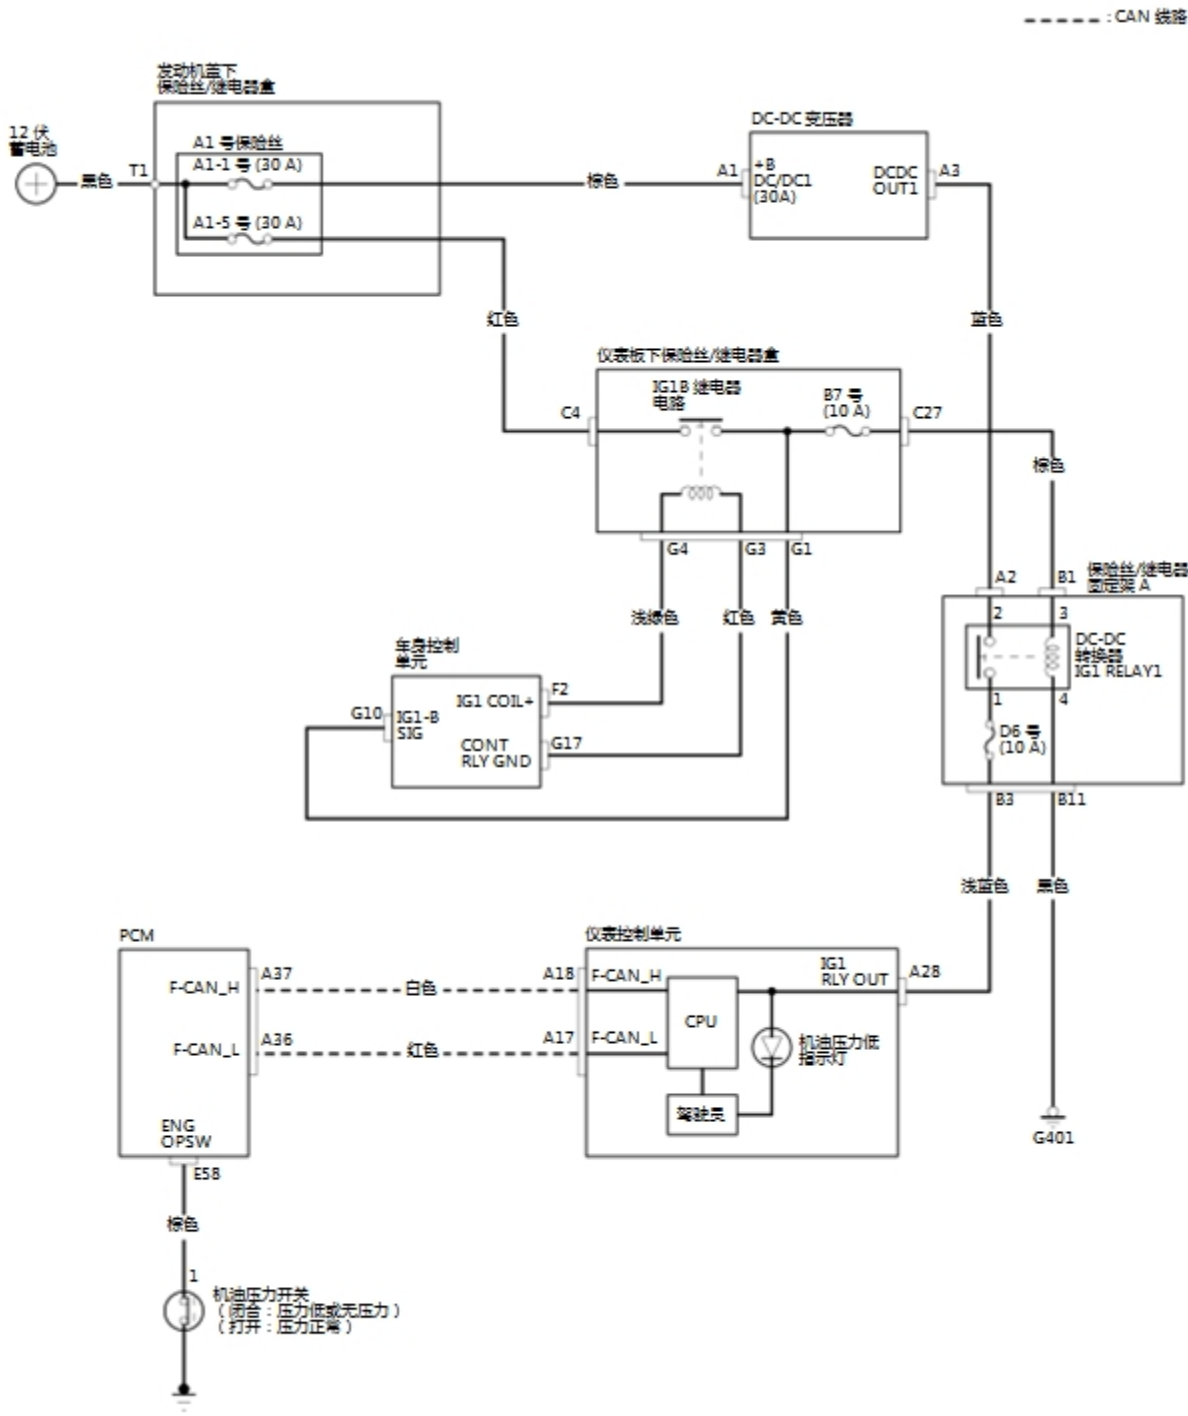 : CAN 线路
发动机盖下
保险丝/继电器盒
12 伏
蓄电池
黑色
T1
A1 号保险丝
A1-1 号 (30 A)
A1-5 号 (30 A)
棕色
DC-DC 变压器
A1
+B
DC/DC1
(30A)
DCDC
OUT1
A3
红色
蓝色
仪表板下保险丝/继电器盒
IG1B 继电器
电路
B7 号
(10 A)
C4
C27
棕色
G4
G3
G1
浅绿色
红色
黄色
A2
B1
保险丝/继电器
固定架 A
2
3
DC-DC
转换器
IG1 RELAY1
1
4
D6 号
(10 A)
B3
B11
车身控制
单元
G10
IG1-B
SIG
IG1 COIL+
F2
CONT
RLY GND
G17
浅蓝色
黑色
PCM
F-CAN_H
A37
白色
A18
F-CAN_L
A36
红色
A17
ENG
OPSW
E58
仪表控制单元
F-CAN_H
F-CAN_L
CPU
IG1
RLY OUT
A28
机油压力低
指示灯
驾驶员
G401
棕色
1
机油压力开关
（闭合：压力低或无压力）
（打开：压力正常）